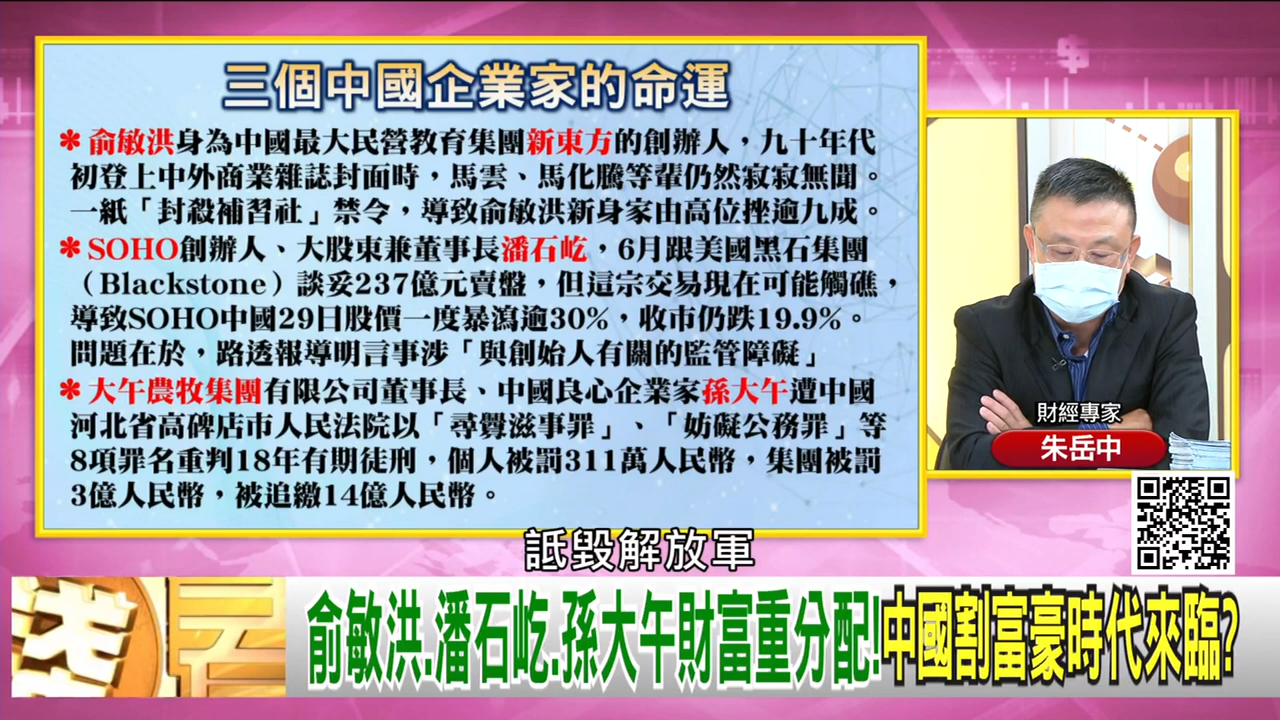 三個中國企業家的命運
* 俞敏洪身為中國最大民營教育集團新東方的創辦人，九十年代
初登上中外商業雜誌封面時，馬雲、馬化騰等輩仍然寂寂無聞。
一紙「封殺補習社」禁令，導致俞敏洪新身家由高位挫逾九成。
* SOHO創辦人、大股東兼董事長潘石屹，6月跟美國黑石集團
（Blackstone）談妥237億元賣盤，但這宗交易現在可能觸礁，
導致SOHO中國29日股價一度暴瀉逾30%，收市仍跌19.9%。
問題在於，路透報導明言事涉「與創始人有關的監管障礙」
* 大午農牧集團有限公司董事長、中國良心企業家孫大午遭中國
河北省高碑店市人民法院以「尋釁滋事罪」、「妨礙公務罪」等
8項罪名重判18年有期徒刑，個人被罰311萬人民幣，集團被罰
3億人民幣，被追繳14億人民幣。
財經專家
朱岳中
詆毀解放軍
俞敏洪.潘石屹.孫大午財富重分配!中國割富豪時代來臨?